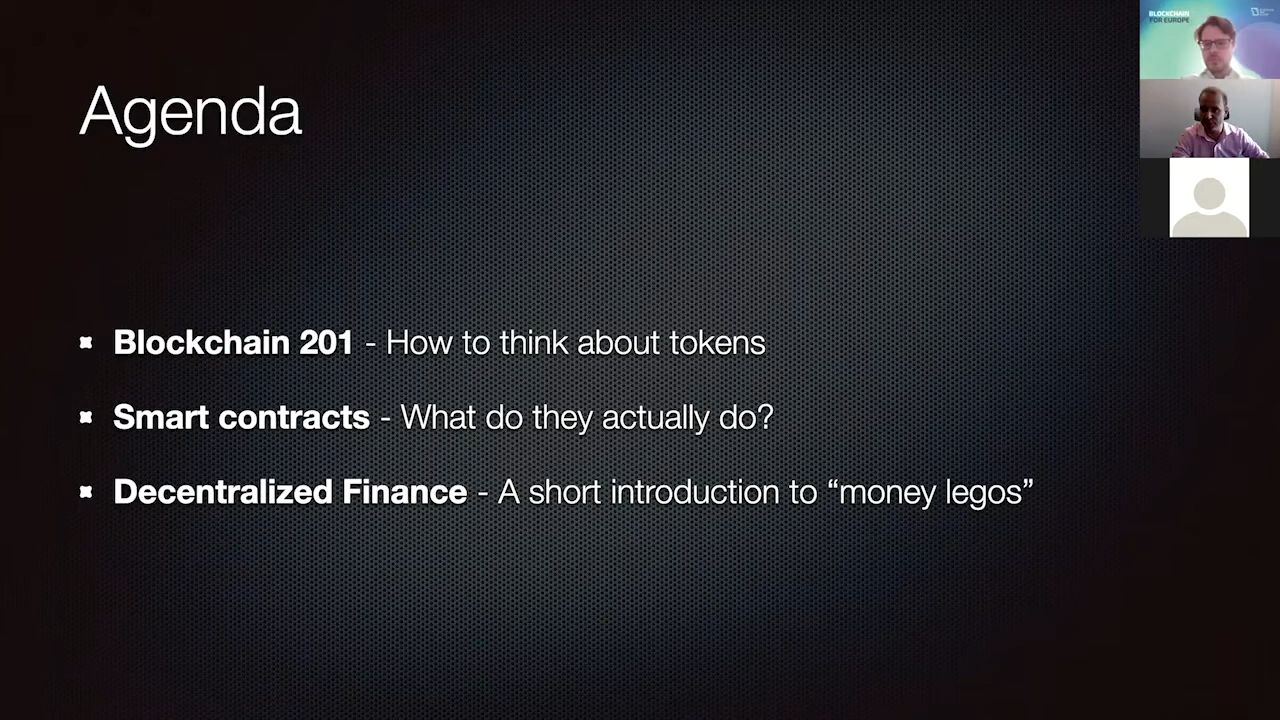 Agenda
Blockchain 201 - How to think about tokens
Smart contracts - What do they actually do?
Decentralized Finance - A short introduction to “money legos”
BLOCKCHAIN
FOR EUROPE